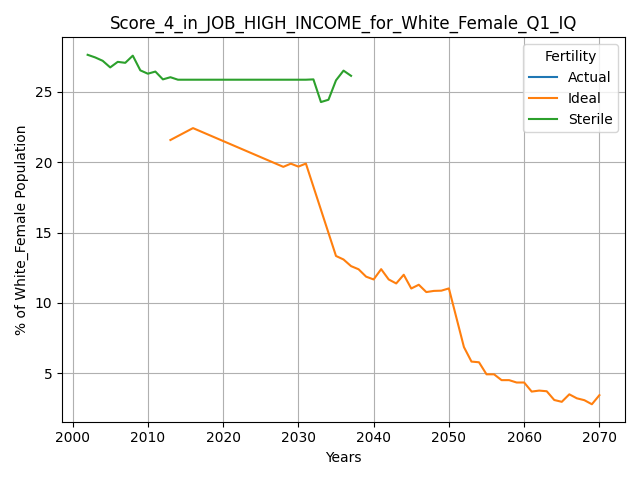 Score_4_in_JOB_HIGH_INCOME_for_White_Female_Q1_IQ
% of White_Female Population
25
20
15
10
5
Fertility
Actual
Ideal
Sterile
2000 2010 2020 2030 2040 2050 2060 2070
Years